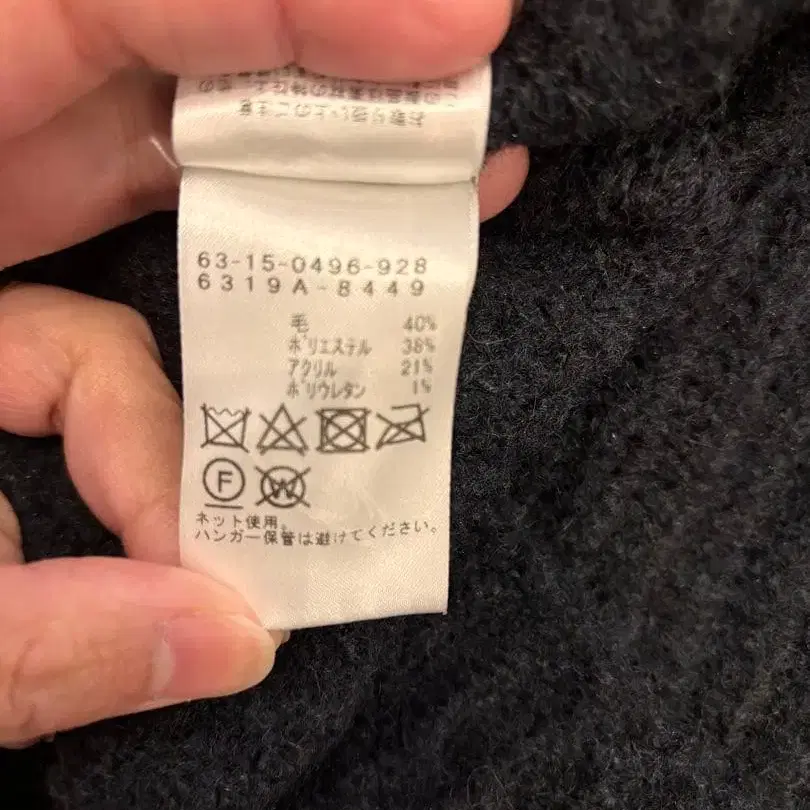 63-15-0496-928
6319A-8449
毛 40%
ポリエステル 38%
アクリル 21%
ポリウレタン 1%
F
W
ネット使用。
ハンガー保管は避けてください。